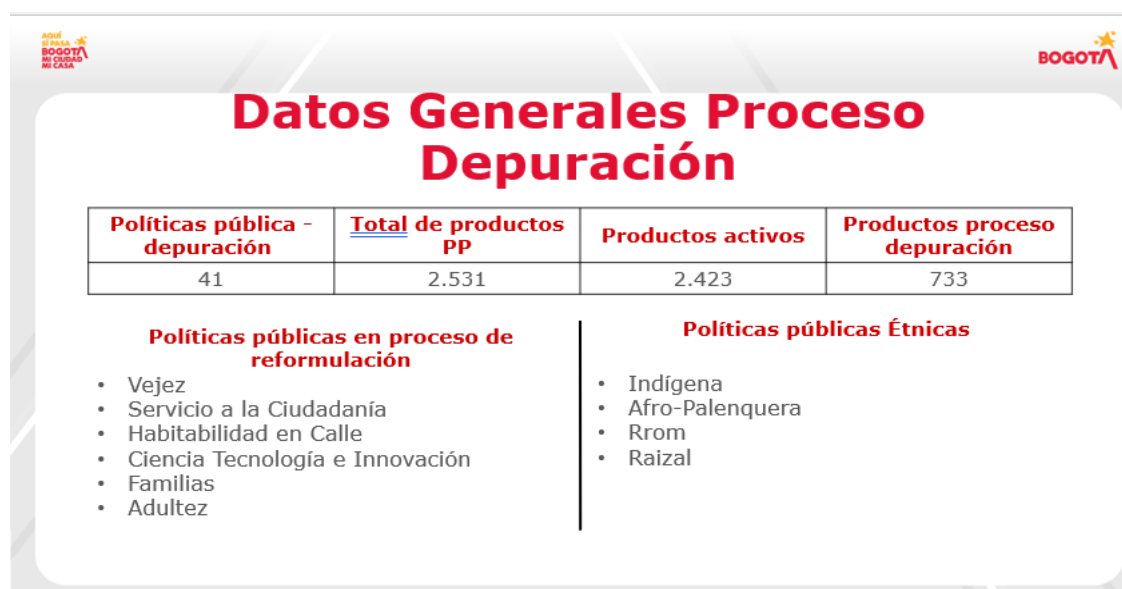 AQUÍ
SÍ PASA
BOGOTÁ
MI CIUDAD
MI CASA
BOGOTÁ
Datos Generales Proceso
Depuración
Políticas pública -
depuración
Total de productos
PP
Productos activos
Productos proceso
depuración
41
2.531
2.423
733
Políticas públicas en proceso de
reformulación
• Vejez
• Servicio a la Ciudadanía
• Habitabilidad en Calle
• Ciencia Tecnología e Innovación
• Familias
• Adultez
Políticas públicas Étnicas
• Indígena
• Afro-Palenquera
• Rrom
• Raizal